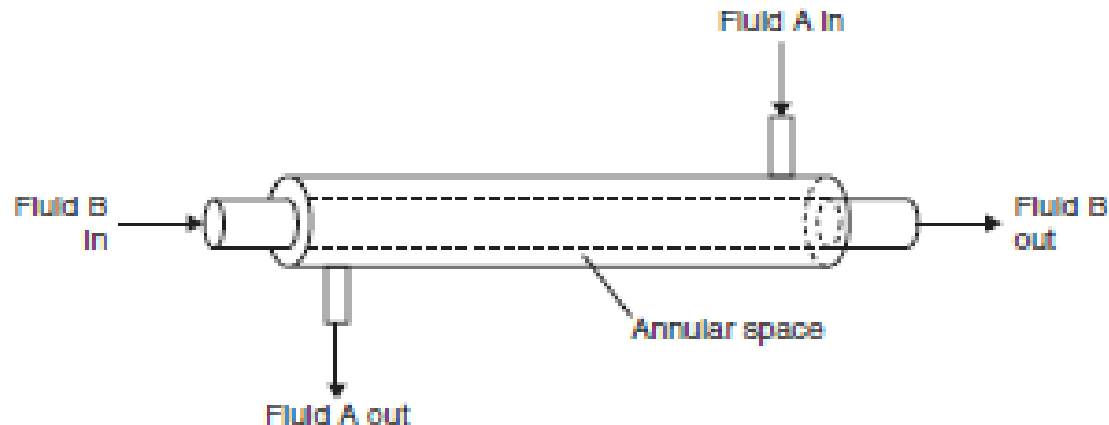 Fluid A in
Fluid B
in
Fluid B
out
Annular space
Fluid A out